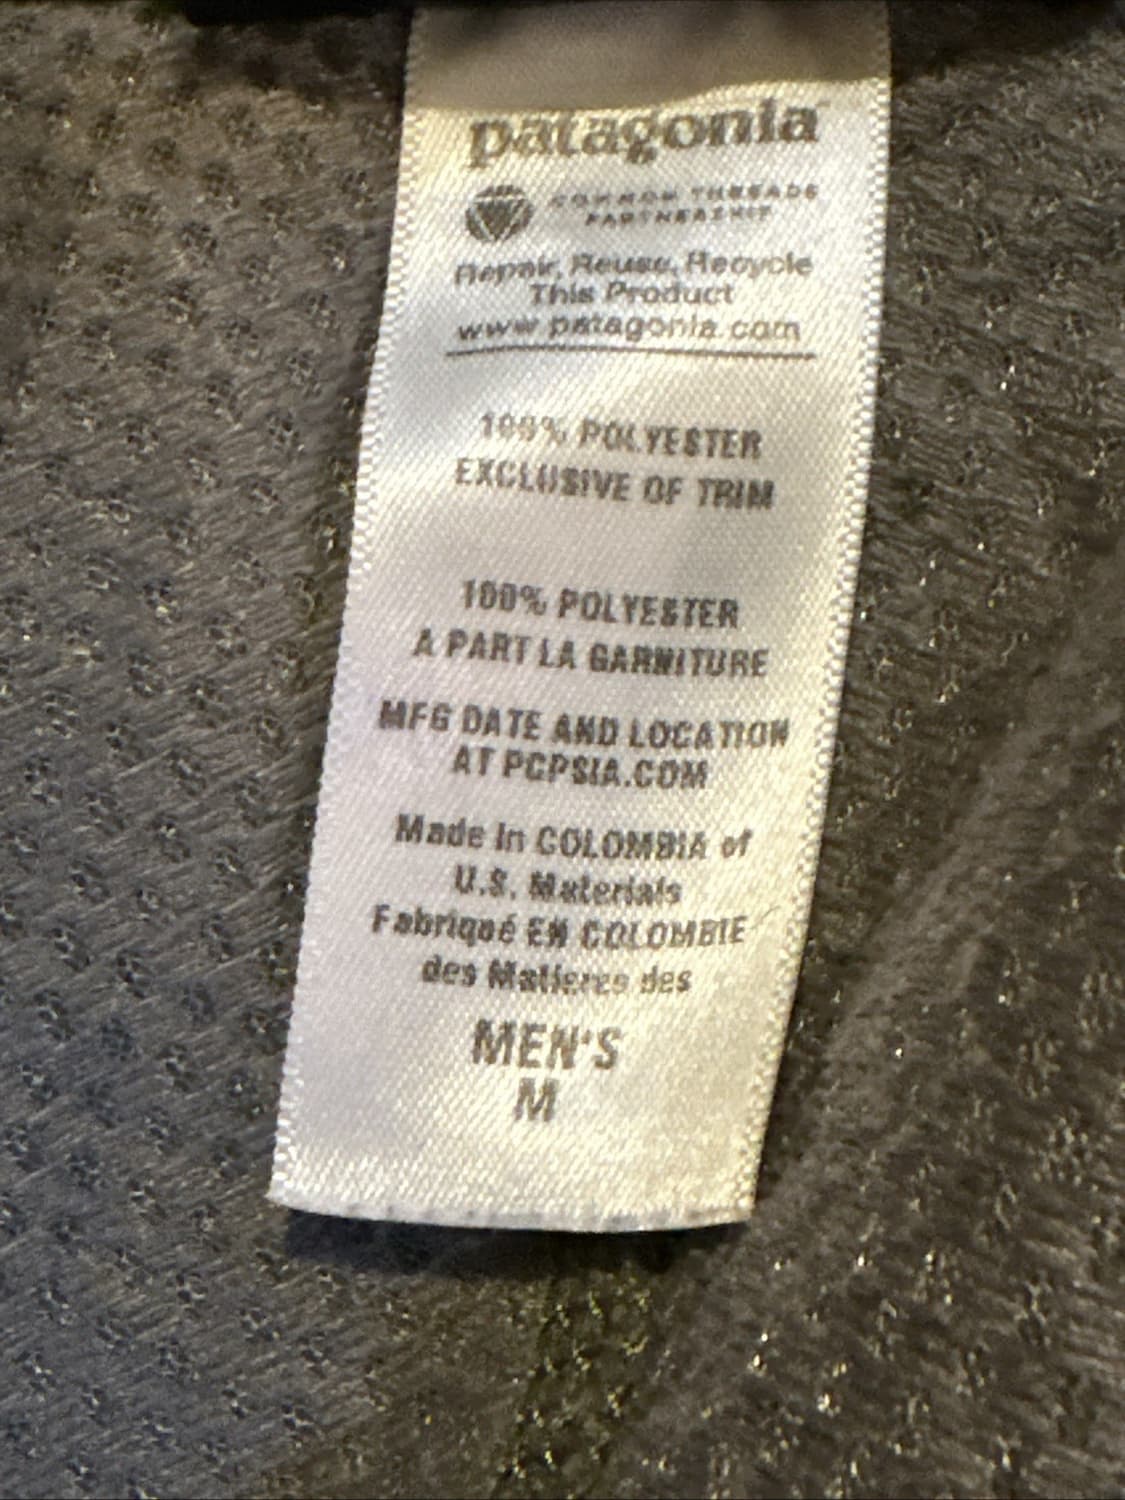 patagonia
COMMON THREADS
PARTNERSHIP
Repair, Reuse, Recycle
This Product
www.patagonia.com
100% POLYESTER
EXCLUSIVE OF TRIM
100% POLYESTER
A PART LA GARNITURE
MFG DATE AND LOCATION
AT PCPSIA.COM
Made in COLOMBIA of
U.S. Materials
Fabriqué EN COLOMBIE
des Matieres des
MEN'S
M